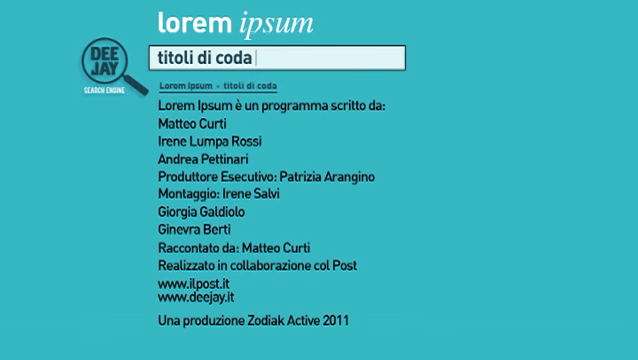 lorem ipsum
DEE
JAY
SEARCH ENGINE
titoli di coda
Lorem Ipsum - titoli di coda
Lorem Ipsum è un programma scritto da:
Matteo Curti
Irene Lumpa Rossi
Andrea Pettinari
Produttore Esecutivo: Patrizia Arangino
Montaggio: Irene Salvi
Giorgia Galdiolo
Ginevra Berti
Raccontato da: Matteo Curti
Realizzato in collaborazione col Post
www.ilpost.it
www.deejay.it
Una produzione Zodiak Active 2011